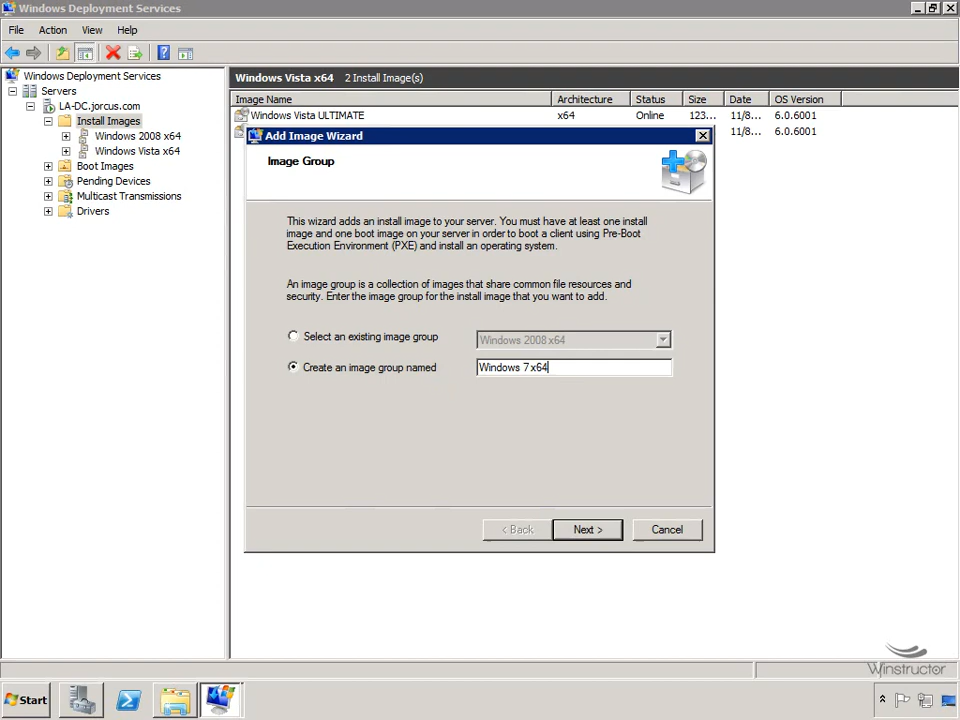 Windows Deployment Services
File Action View Help
Windows Deployment Services
Servers
LA-DC.jorcus.com
Install Images
Windows 2008 x64
Windows Vista x64
Boot Images
Pending Devices
Multicast Transmissions
Drivers
Windows Vista x64 2 Install Image(s)
Image Name Architecture Status Size Date OS Version
Windows Vista ULTIMATE x64 Online 123... 11/8... 6.0.6001
11/8... 6.0.6001
Add Image Wizard
Image Group
This wizard adds an install image to your server. You must have at least one install
image and one boot image on your server in order to boot a client using Pre-Boot
Execution Environment (PXE) and install an operating system.
An image group is a collection of images that share common file resources and
security. Enter the image group for the install image that you want to add.
Select an existing image group Windows 2008 x64
Create an image group named Windows 7 x64
< Back Next > Cancel
Winstructor
Start